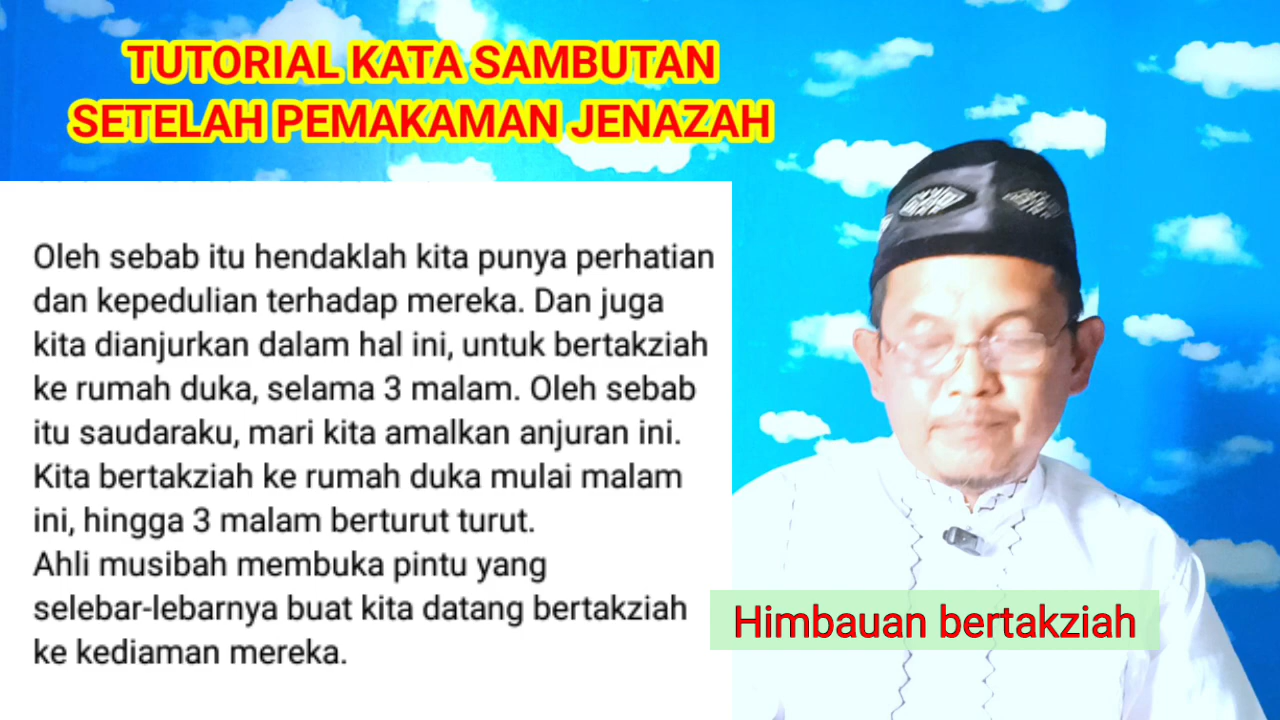 TUTORIAL KATA SAMBUTAN
SETELAH PEMAKAMAN JENAZAH
Oleh sebab itu hendaklah kita punya perhatian
dan kepedulian terhadap mereka. Dan juga
kita dianjurkan dalam hal ini, untuk bertakziah
ke rumah duka, selama 3 malam. Oleh sebab
itu saudaraku, mari kita amalkan anjuran ini.
Kita bertakziah ke rumah duka mulai malam
ini, hingga 3 malam berturut turut.
Ahli musibah membuka pintu yang
selebar-lebarnya buat kita datang bertakziah
ke kediaman mereka.
Himbauan bertakziah